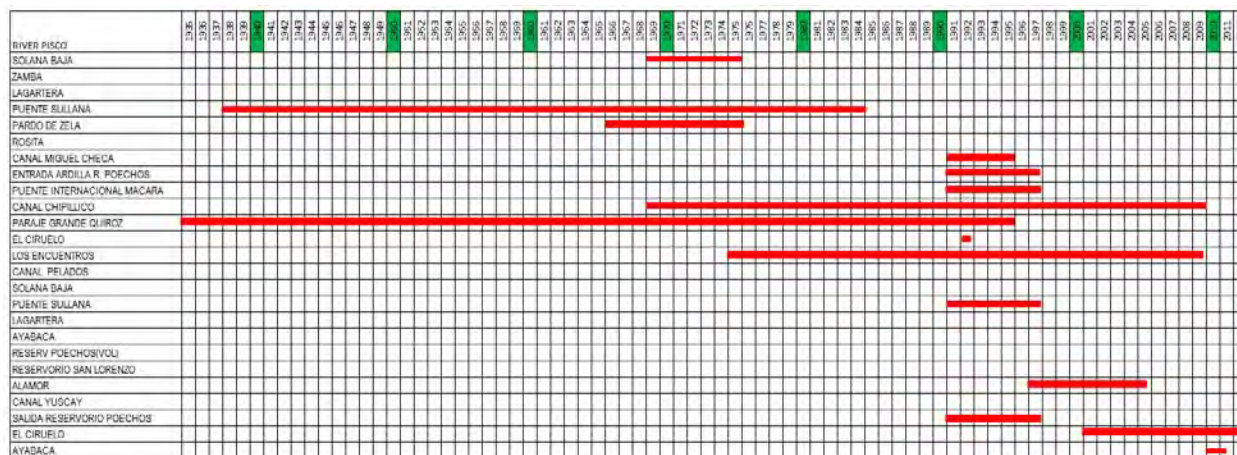 1935 1936 1937 1938 1939 1940 1941 1942 1943 1944 1945 1946 1947 1948 1949 1950 1951 1952 1953 1954 1955 1956 1957 1958 1959 1960 1961 1962 1963 1964 1965 1966 1967 1968 1969 1970 1971 1972 1973 1974 1975 1976 1977 1978 1979 1980 1981 1982 1983 1984 1985 1986 1987 1988 1989 1990 1991 1992 1993 1994 1995 1996 1997 1998 1999 2000 2001 2002 2003 2004 2005 2006 2007 2008 2009 2010 2011
RIVER PISCO
SOLANA BAJA
ZAMBA
LAGARTERA
PUENTE SULLANA
PARDO DE ZELA
ROSITA
CANAL MIGUEL CHECA
ENTRADA ARDILLA R. POECHOS
PUENTE INTERNACIONAL MACARA
CANAL CHIPILLICO
PARAJE GRANDE QUIROZ
EL CIRUELO
LOS ENCUENTROS
CANAL PELADOS
SOLANA BAJA
PUENTE SULLANA
LAGARTERA
AYABACA
RESERV POECHOS(VOL)
RESERVORIO SAN LORENZO
ALAMOR
CANAL YUSCAY
SALIDA RESERVORIO POECHOS
EL CIRUELO
AYABACA